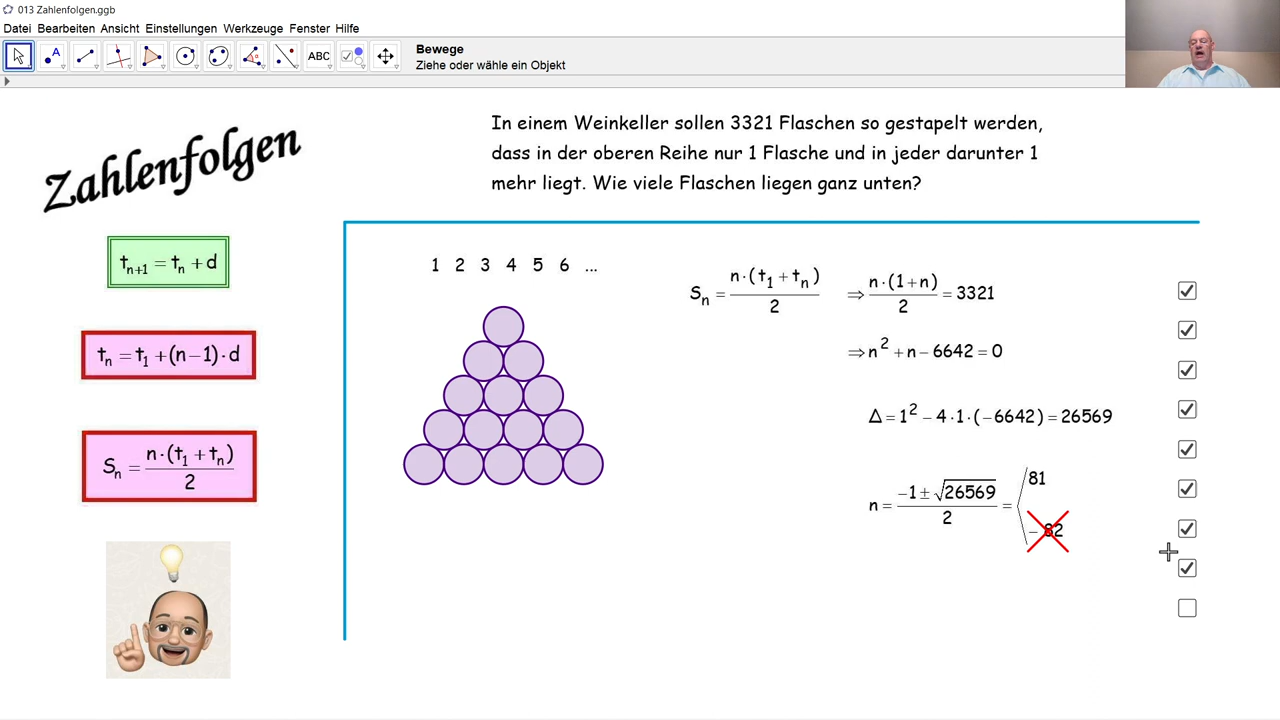 013 Zahlenfolgen.ggb
Datei Bearbeiten Ansicht Einstellungen Werkzeuge Fenster Hilfe
A
ABC
Bewege
Ziehe oder wähle ein Objekt
Zahlenfolgen
In einem Weinkeller sollen 3321 Flaschen so gestapelt werden,
dass in der oberen Reihe nur 1 Flasche und in jeder darunter 1
mehr liegt. Wie viele Flaschen liegen ganz unten?
t_{n+1} = t_n + d
t_n = t_1 + (n−1)·d
S_n = n·(t_1 + t_n) / 2
1 2 3 4 5 6 ...
S_n = n·(t_1 + t_n) / 2 ⇒ n·(1+n) / 2 = 3321
⇒ n² + n − 6642 = 0
Δ = 1² − 4·1·(−6642) = 26569
n = (−1 ± √26569) / 2 = 81
− 82